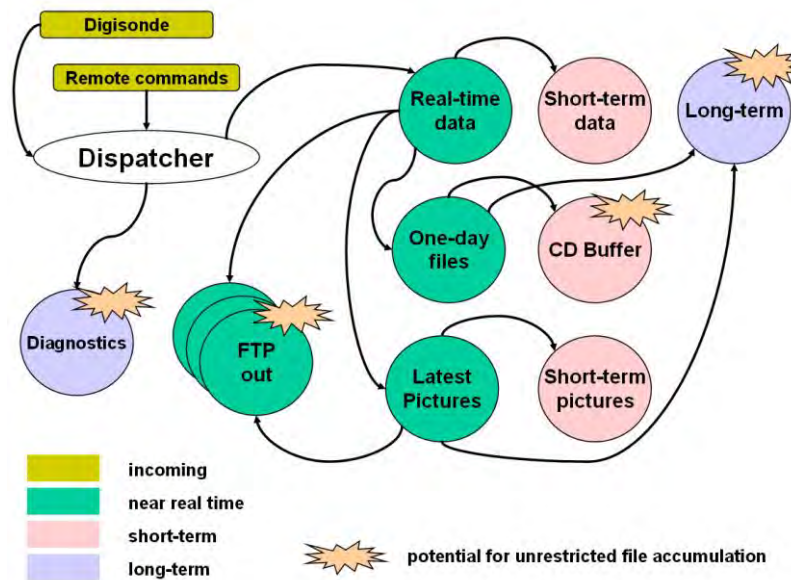 Digisonde
Remote commands
Dispatcher
Real-time
data
Short-term
data
Long-term
One-day
files
CD Buffer
Diagnostics
FTP
out
Latest
Pictures
Short-term
pictures
incoming
near real time
short-term
long-term
potential for unrestricted file accumulation